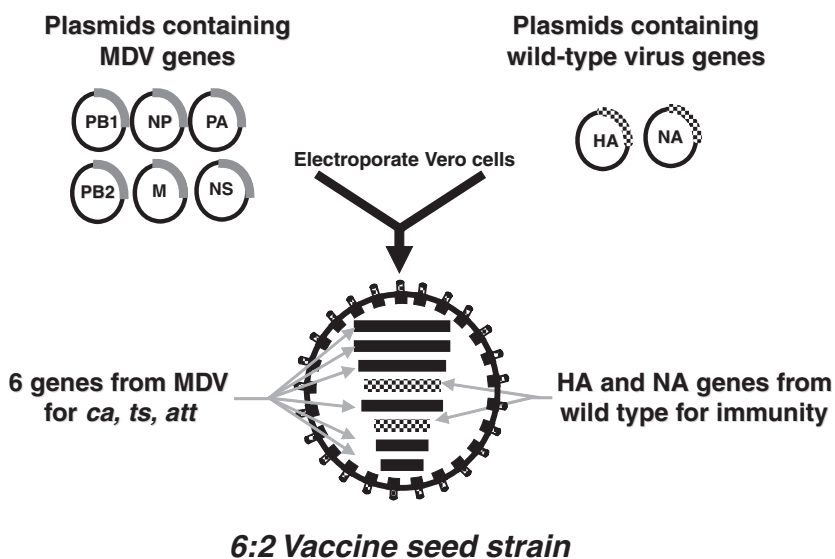 Plasmids containing
MDV genes
Plasmids containing
wild-type virus genes
PB1
NP
PA
HA
NA
Electroporate Vero cells
PB2
M
NS
6 genes from MDV
for ca, ts, att
HA and NA genes from
wild type for immunity
6:2 Vaccine seed strain